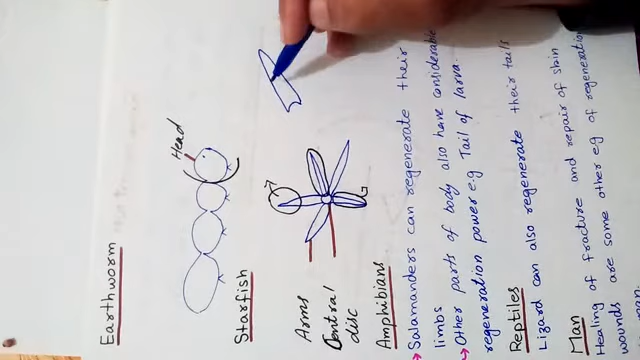 Earthworm
Head
Starfish
Arms
Central
disc
Amphibians
→ Salamanders can regenerate their
limbs
→ Other parts of body also have considerable
regeneration power e.g Tail of larva.
Reptiles
Lizard can also regenerate their tails
Man
Healing of fracture and repair of skin
wounds are some other eg of regeneration